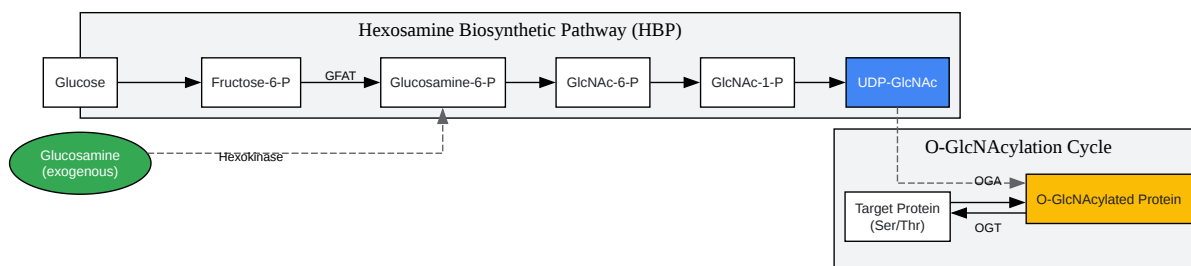 Hexosamine Biosynthetic Pathway (HBP)
Glucose
Fructose-6-P
GFAT
Glucosamine-6-P
GlcNAc-6-P
GlcNAc-1-P
UDP-GlcNAc
Glucosamine
(exogenous)
Hexokinase
O-GlcNAcylation Cycle
OGA
O-GlcNAcylated Protein
Target Protein
(Ser/Thr)
OGT